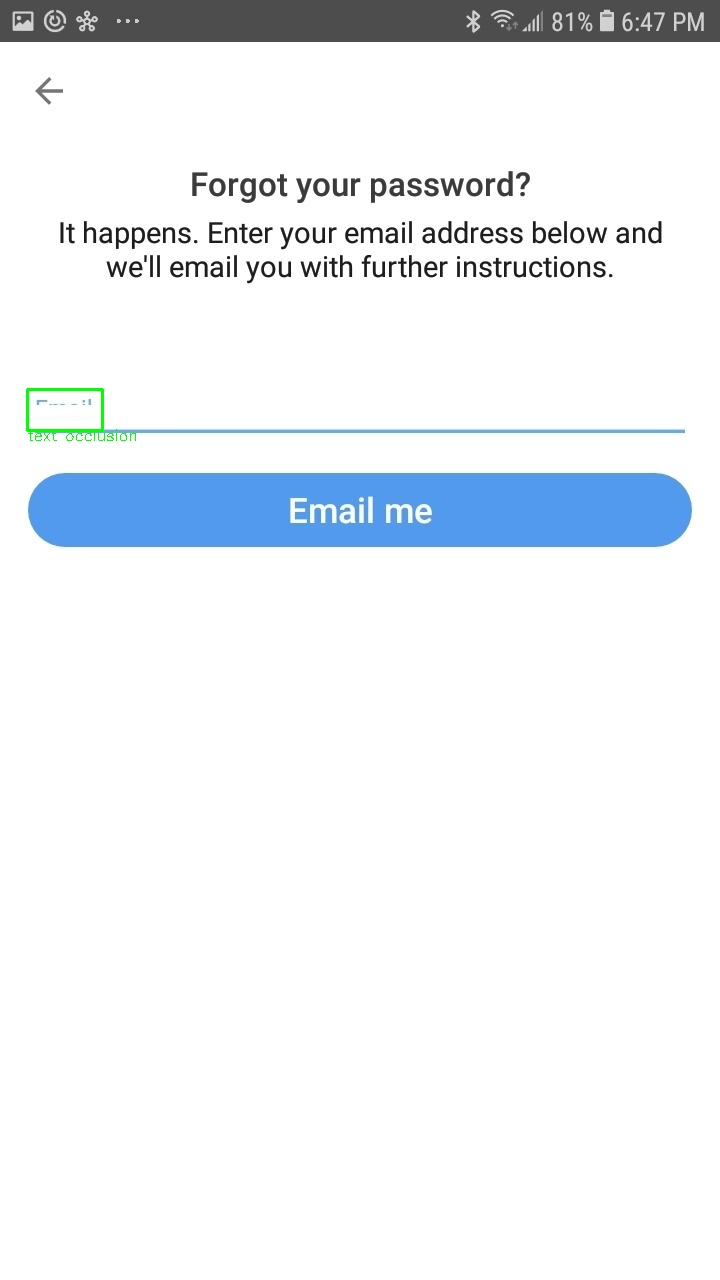 81% 6:47 PM
Forgot your password?
It happens. Enter your email address below and
we'll email you with further instructions.
Email
text occlusion
Email me